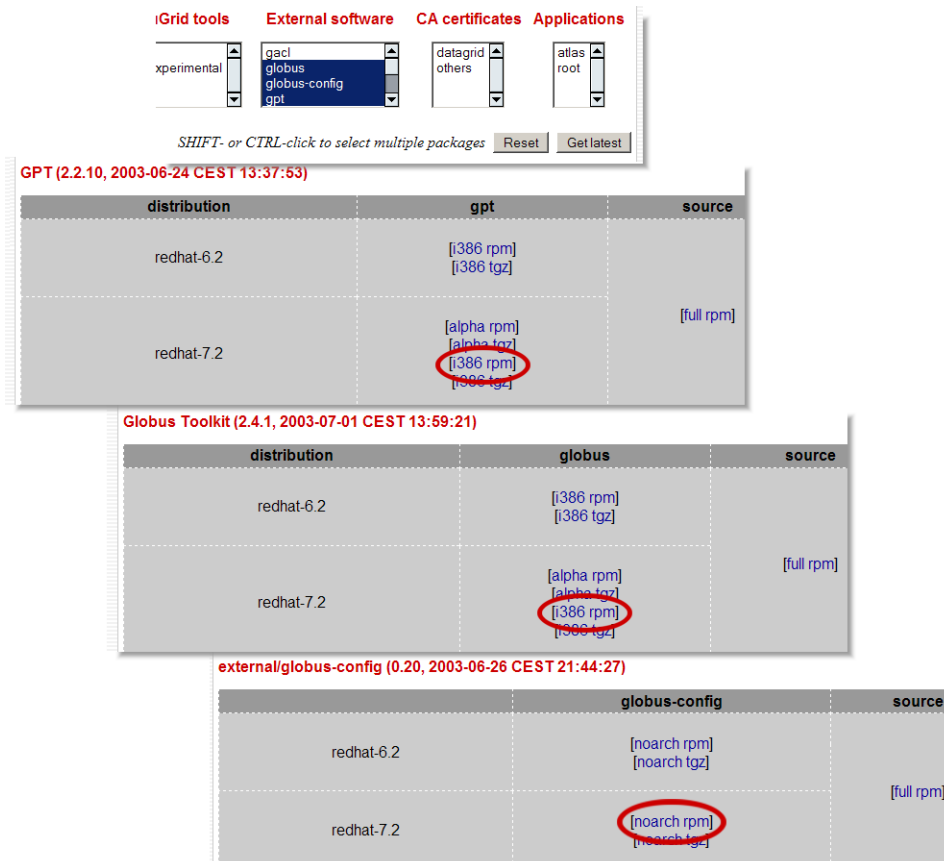 ıGrid tools External software CA certificates Applications
xperimental
gacl
globus
globus-config
gpt
datagrid
others
atlas
root
SHIFT- or CTRL-click to select multiple packages Reset Get latest
GPT (2.2.10, 2003-06-24 CEST 13:37:53)
distribution gpt source
redhat-6.2
[i386 rpm]
[i386 tgz]
[full rpm]
redhat-7.2
[alpha rpm]
[alpha tgz]
[i386 rpm]
[i386 tgz]
Globus Toolkit (2.4.1, 2003-07-01 CEST 13:59:21)
distribution globus source
redhat-6.2
[i386 rpm]
[i386 tgz]
[full rpm]
redhat-7.2
[alpha rpm]
[alpha tgz]
[i386 rpm]
[i386 tgz]
external/globus-config (0.20, 2003-06-26 CEST 21:44:27)
globus-config source
redhat-6.2
[noarch rpm]
[noarch tgz]
[full rpm]
redhat-7.2
[noarch rpm]
[noarch tgz]